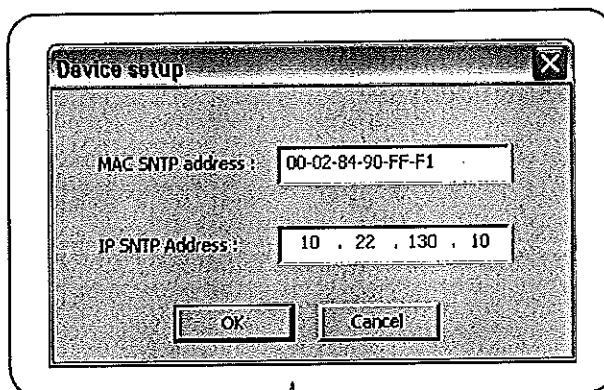 Device setup
MAC SNTP address : 00-02-84-90-FF-F1
IP SNTP Address : 10 . 22 . 130 . 10
OK Cancel